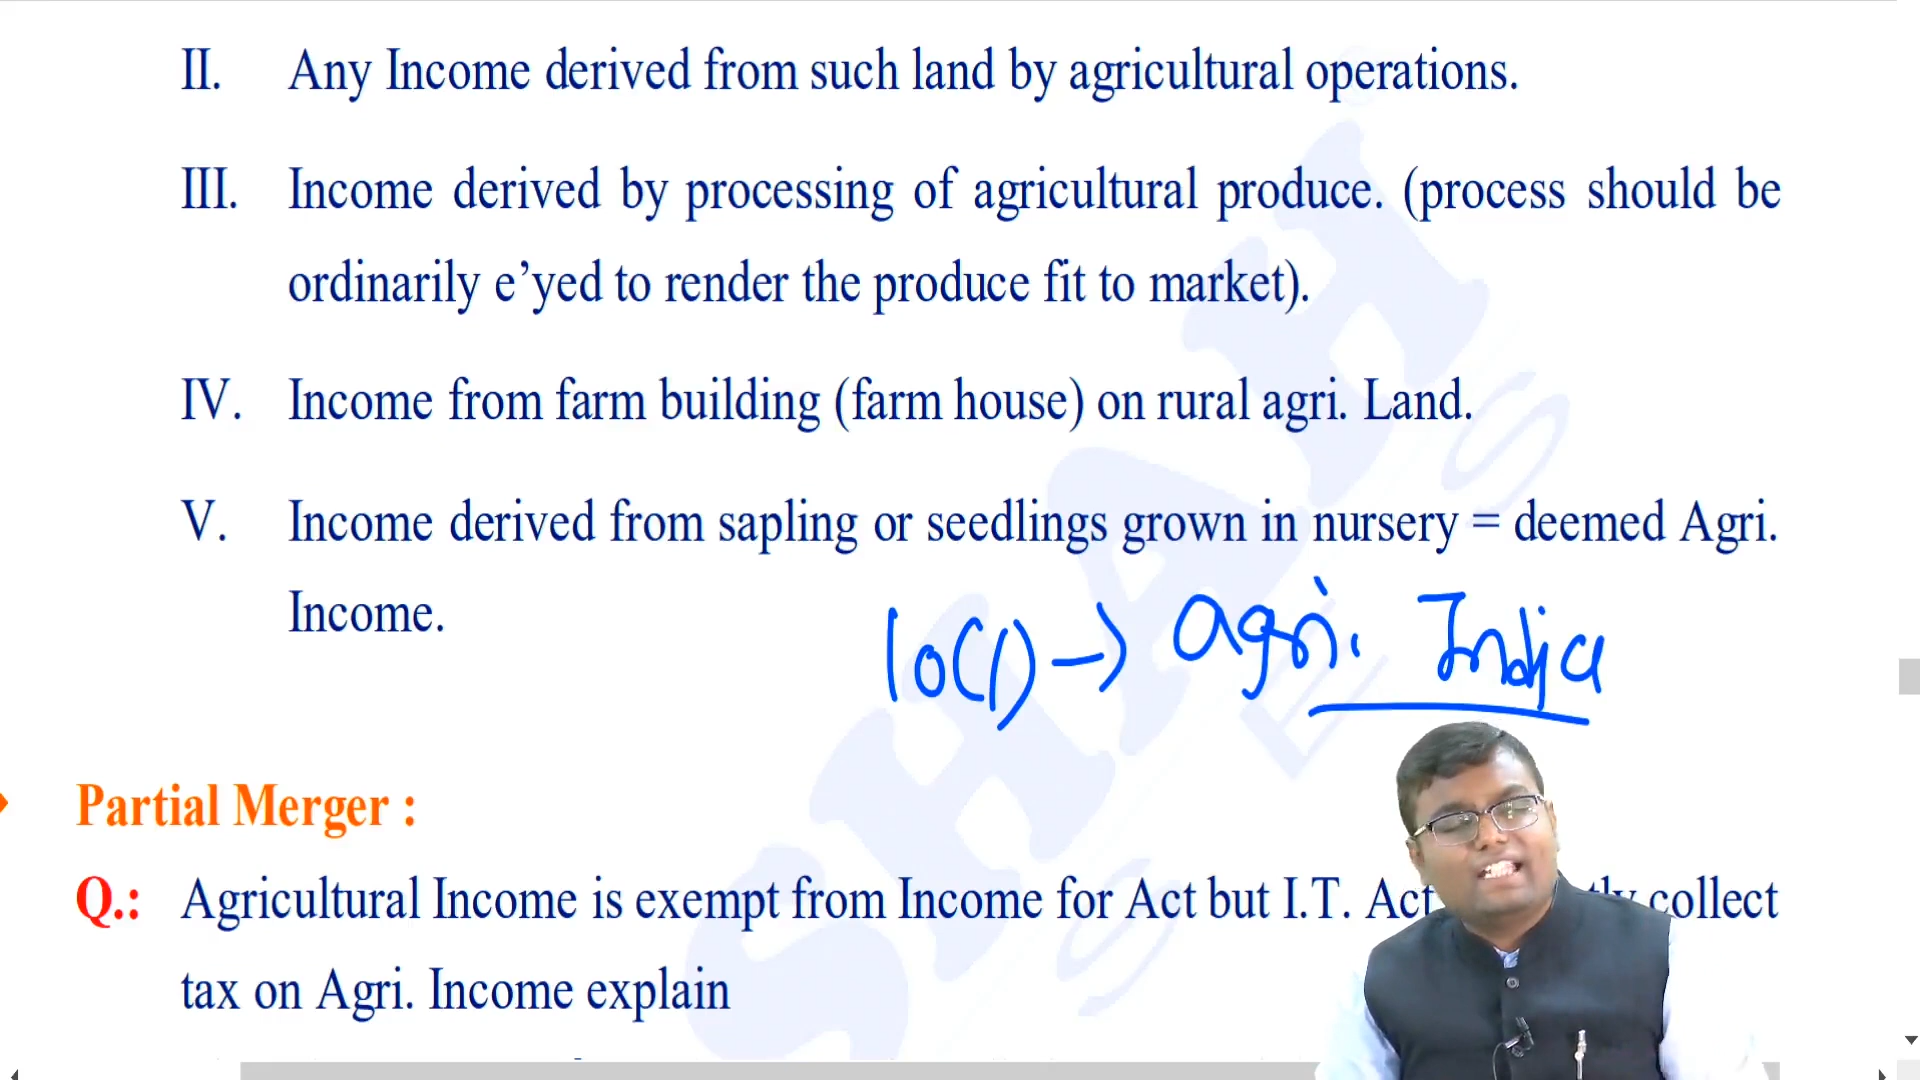 II. Any Income derived from such land by agricultural operations.
III. Income derived by processing of agricultural produce. (process should be
ordinarily e’yed to render the produce fit to market).
IV. Income from farm building (farm house) on rural agri. Land.
V. Income derived from sapling or seedlings grown in nursery = deemed Agri.
Income.
10(1) → agri. India
Partial Merger :
Q.: Agricultural Income is exempt from Income for Act but I.T. Act collect
tax on Agri. Income explain
SHAH